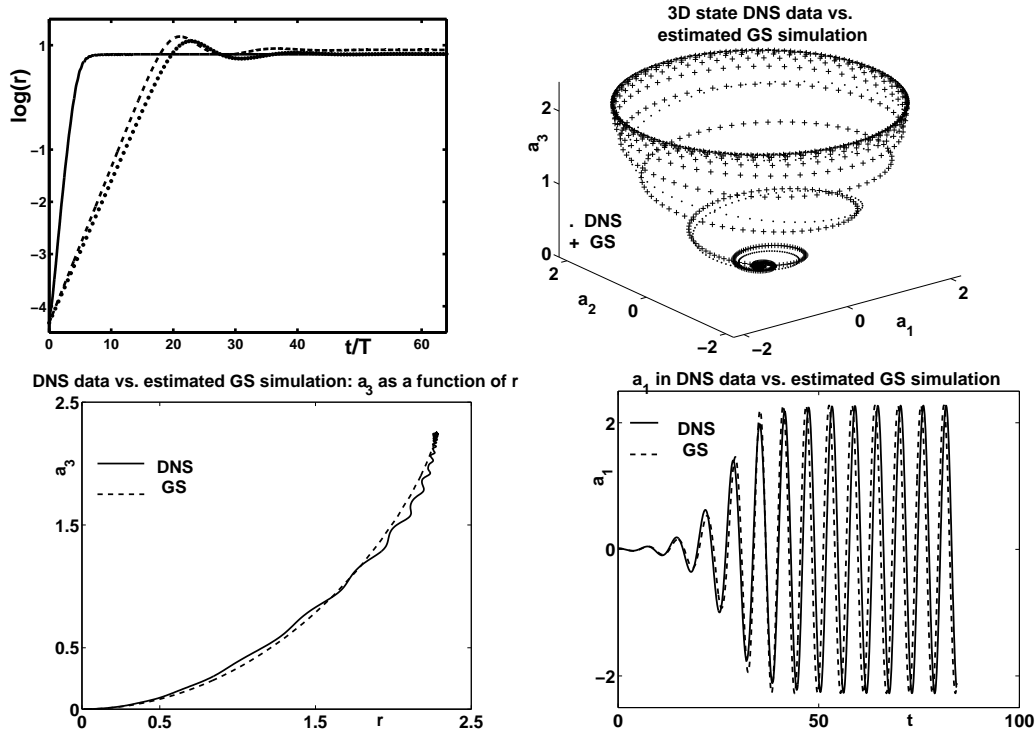 log(r)
1
−1
−2
−3
−4
0 10 20 30 40 50 60
t/T
3D state DNS data vs.
estimated GS simulation
a3
2
1
0
. DNS
+ GS
2
0
−2
a2
−2
0
2
a1
DNS data vs. estimated GS simulation: a3 as a function of r
a3
2.5
1.5
0.5
0
DNS
GS
0 0.5 1.5 2.5
r
a1 in DNS data vs. estimated GS simulation
a1
2
0
−2
DNS
GS
0 50 100
t